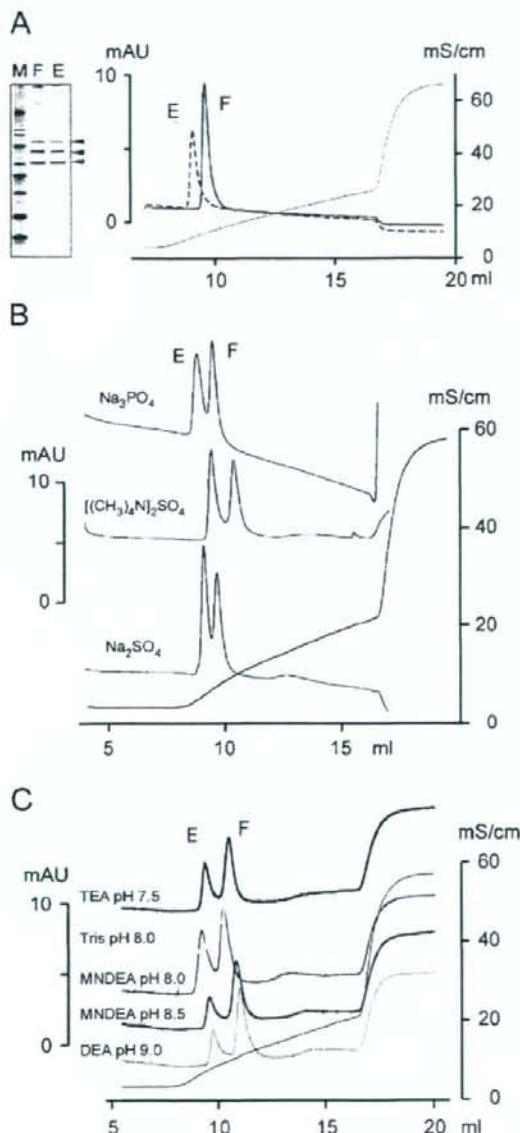 A
mAU
mS/cm
M F E
10
E
F
60
40
20
0
0
10
15
20
ml
B
E
F
mS/cm
Na₃PO₄
60
mAU
10
[(CH₃)₄N]₂SO₄
40
0
Na₂SO₄
20
0
5
10
15
ml
C
E
F
mS/cm
mAU
TEA pH 7.5
60
10
Tris pH 8.0
40
MNDEA pH 8.0
MNDEA pH 8.5
20
0
DEA pH 9.0
0
5
10
15
20
ml